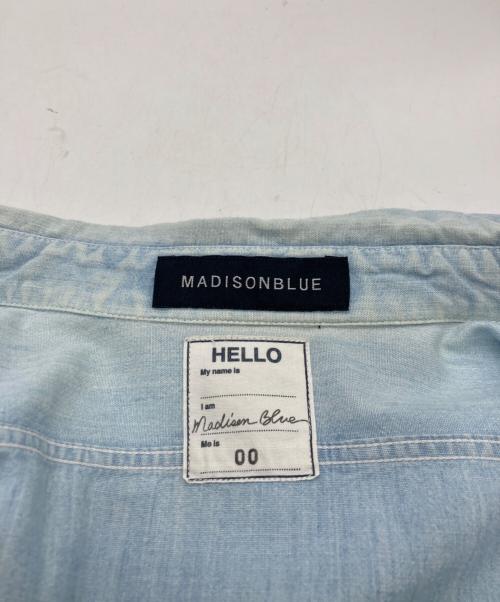 MADISONBLUE
HELLO
My name is
I am
Madison Blue
Me is
00